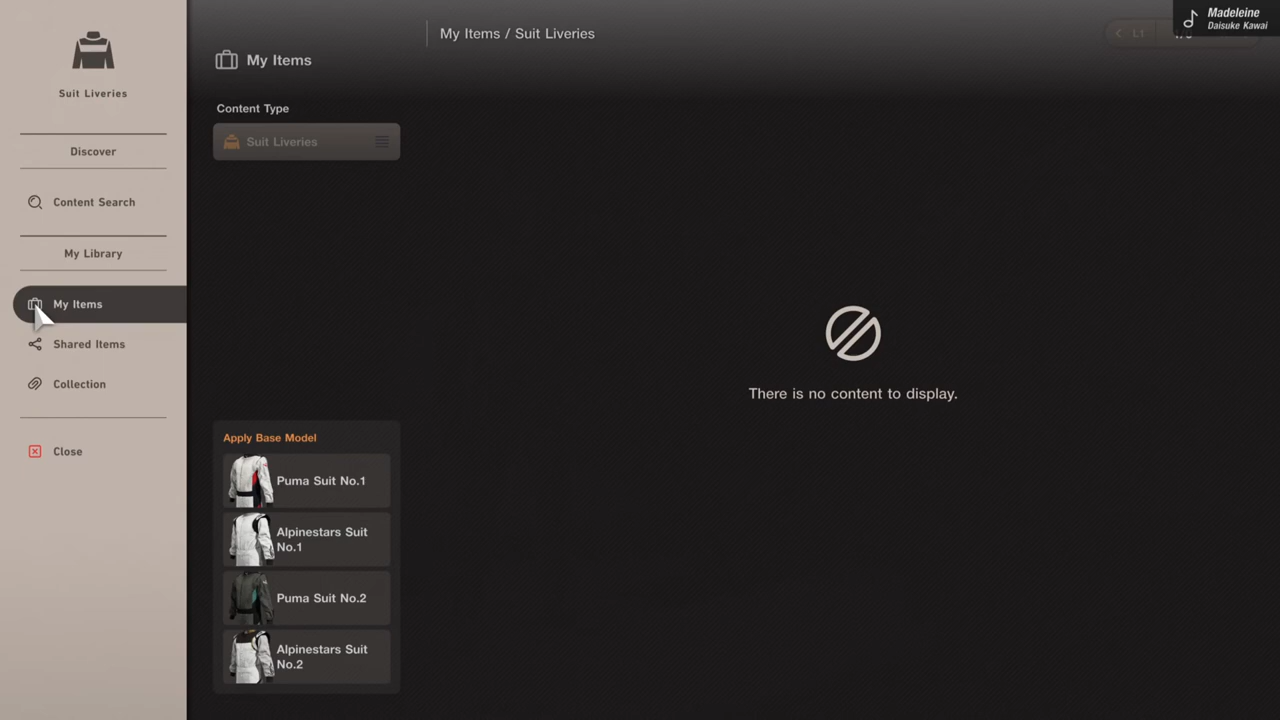 Suit Liveries
Discover
Content Search
My Library
My Items
Shared Items
Collection
Close
My Items
Content Type
Suit Liveries
Apply Base Model
Puma Suit No.1
Alpinestars Suit
No.1
Puma Suit No.2
Alpinestars Suit
No.2
My Items / Suit Liveries
There is no content to display.
L1
Madeleine
Daisuke Kawai